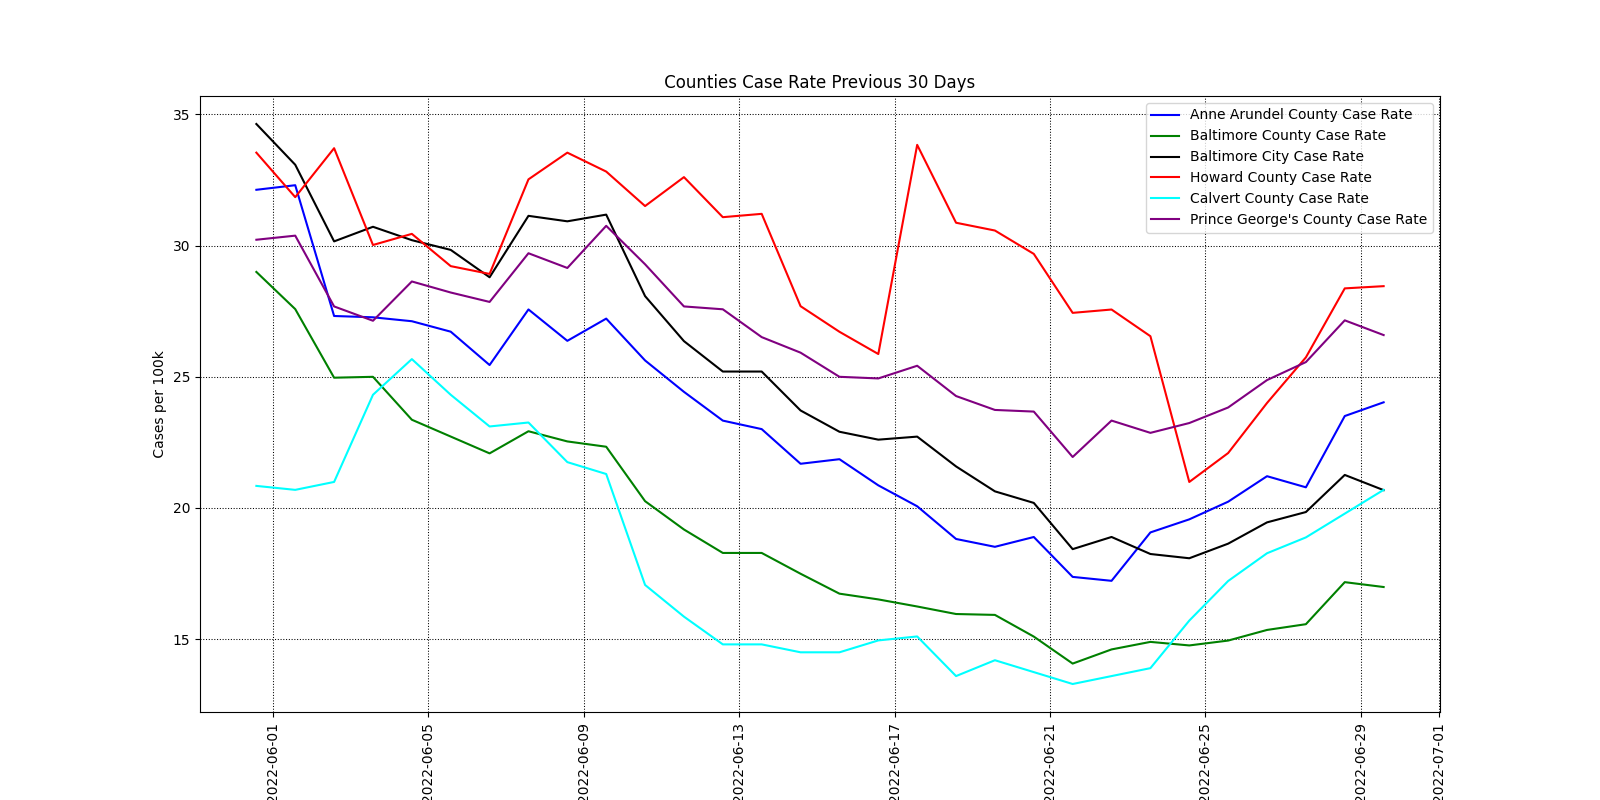 Counties Case Rate Previous 30 Days
Cases per 100k
35
30
25
20
15
Anne Arundel County Case Rate
Baltimore County Case Rate
Baltimore City Case Rate
Howard County Case Rate
Calvert County Case Rate
Prince George's County Case Rate
2022-06-01
2022-06-05
2022-06-09
2022-06-13
2022-06-17
2022-06-21
2022-06-25
2022-06-29
2022-07-01